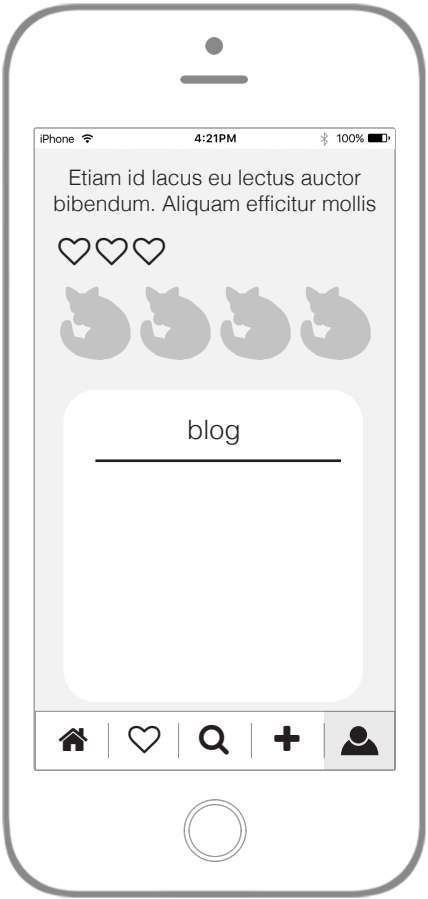 iPhone 4:21PM 100%
Etiam id lacus eu lectus auctor
bibendum. Aliquam efficitur mollis
blog